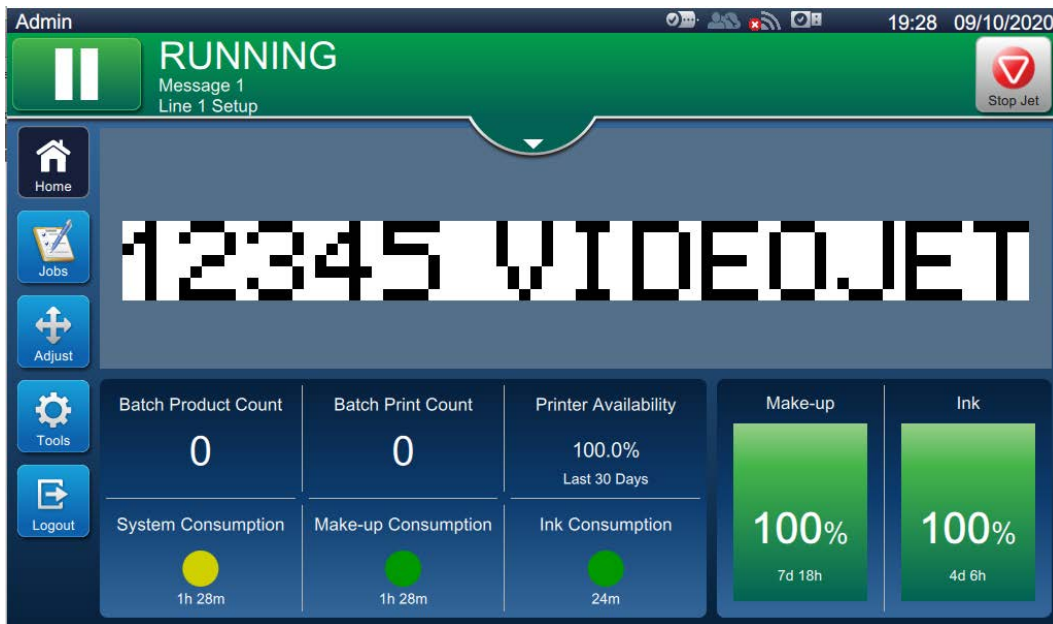 Admin
19:28 09/10/2020
RUNNING
Message 1
Line 1 Setup
Stop Jet
Home
Jobs
Adjust
Tools
Logout
12345 VIDEOJET
Batch Product Count
0
Batch Print Count
0
Printer Availability
100.0%
Last 30 Days
System Consumption
1h 28m
Make-up Consumption
1h 28m
Ink Consumption
24m
Make-up
100%
7d 18h
Ink
100%
4d 6h